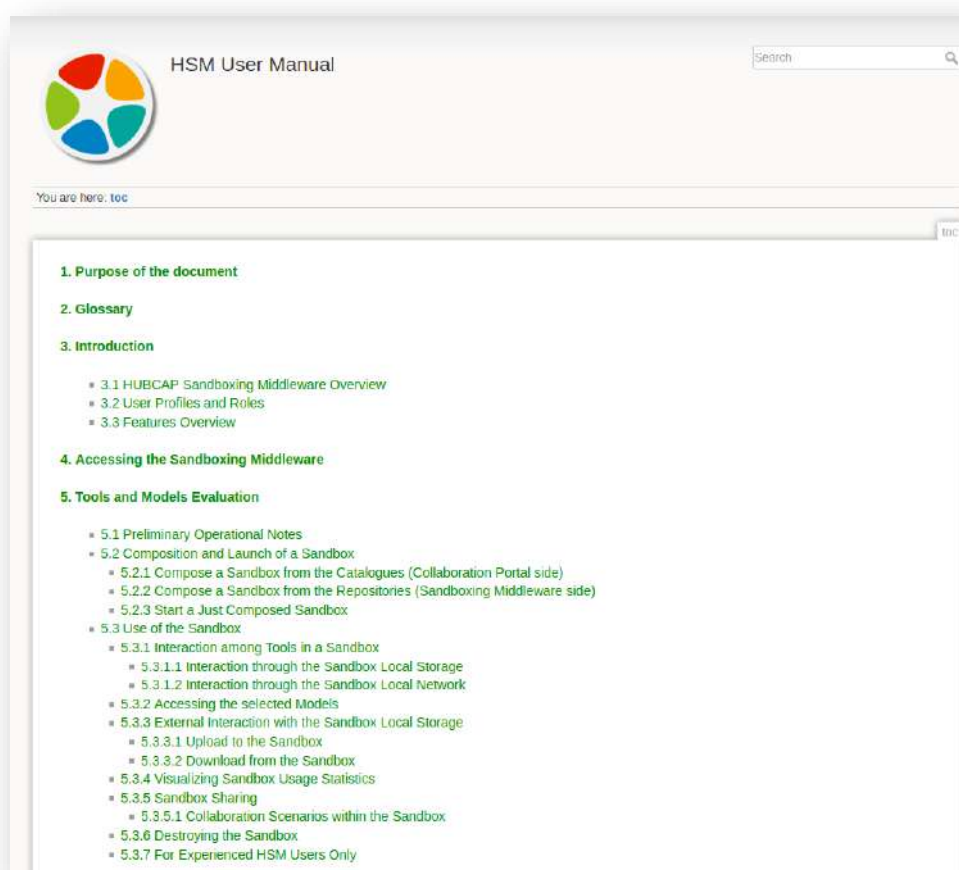 HSM User Manual
Search
You are here: toc
toc
1. Purpose of the document
2. Glossary
3. Introduction
3.1 HUBCAP Sandboxing Middleware Overview
3.2 User Profiles and Roles
3.3 Features Overview
4. Accessing the Sandboxing Middleware
5. Tools and Models Evaluation
5.1 Preliminary Operational Notes
5.2 Composition and Launch of a Sandbox
5.2.1 Compose a Sandbox from the Catalogues (Collaboration Portal side)
5.2.2 Compose a Sandbox from the Repositories (Sandboxing Middleware side)
5.2.3 Start a Just Composed Sandbox
5.3 Use of the Sandbox
5.3.1 Interaction among Tools in a Sandbox
5.3.1.1 Interaction through the Sandbox Local Storage
5.3.1.2 Interaction through the Sandbox Local Network
5.3.2 Accessing the selected Models
5.3.3 External Interaction with the Sandbox Local Storage
5.3.3.1 Upload to the Sandbox
5.3.3.2 Download from the Sandbox
5.3.4 Visualizing Sandbox Usage Statistics
5.3.5 Sandbox Sharing
5.3.5.1 Collaboration Scenarios within the Sandbox
5.3.6 Destroying the Sandbox
5.3.7 For Experienced HSM Users Only